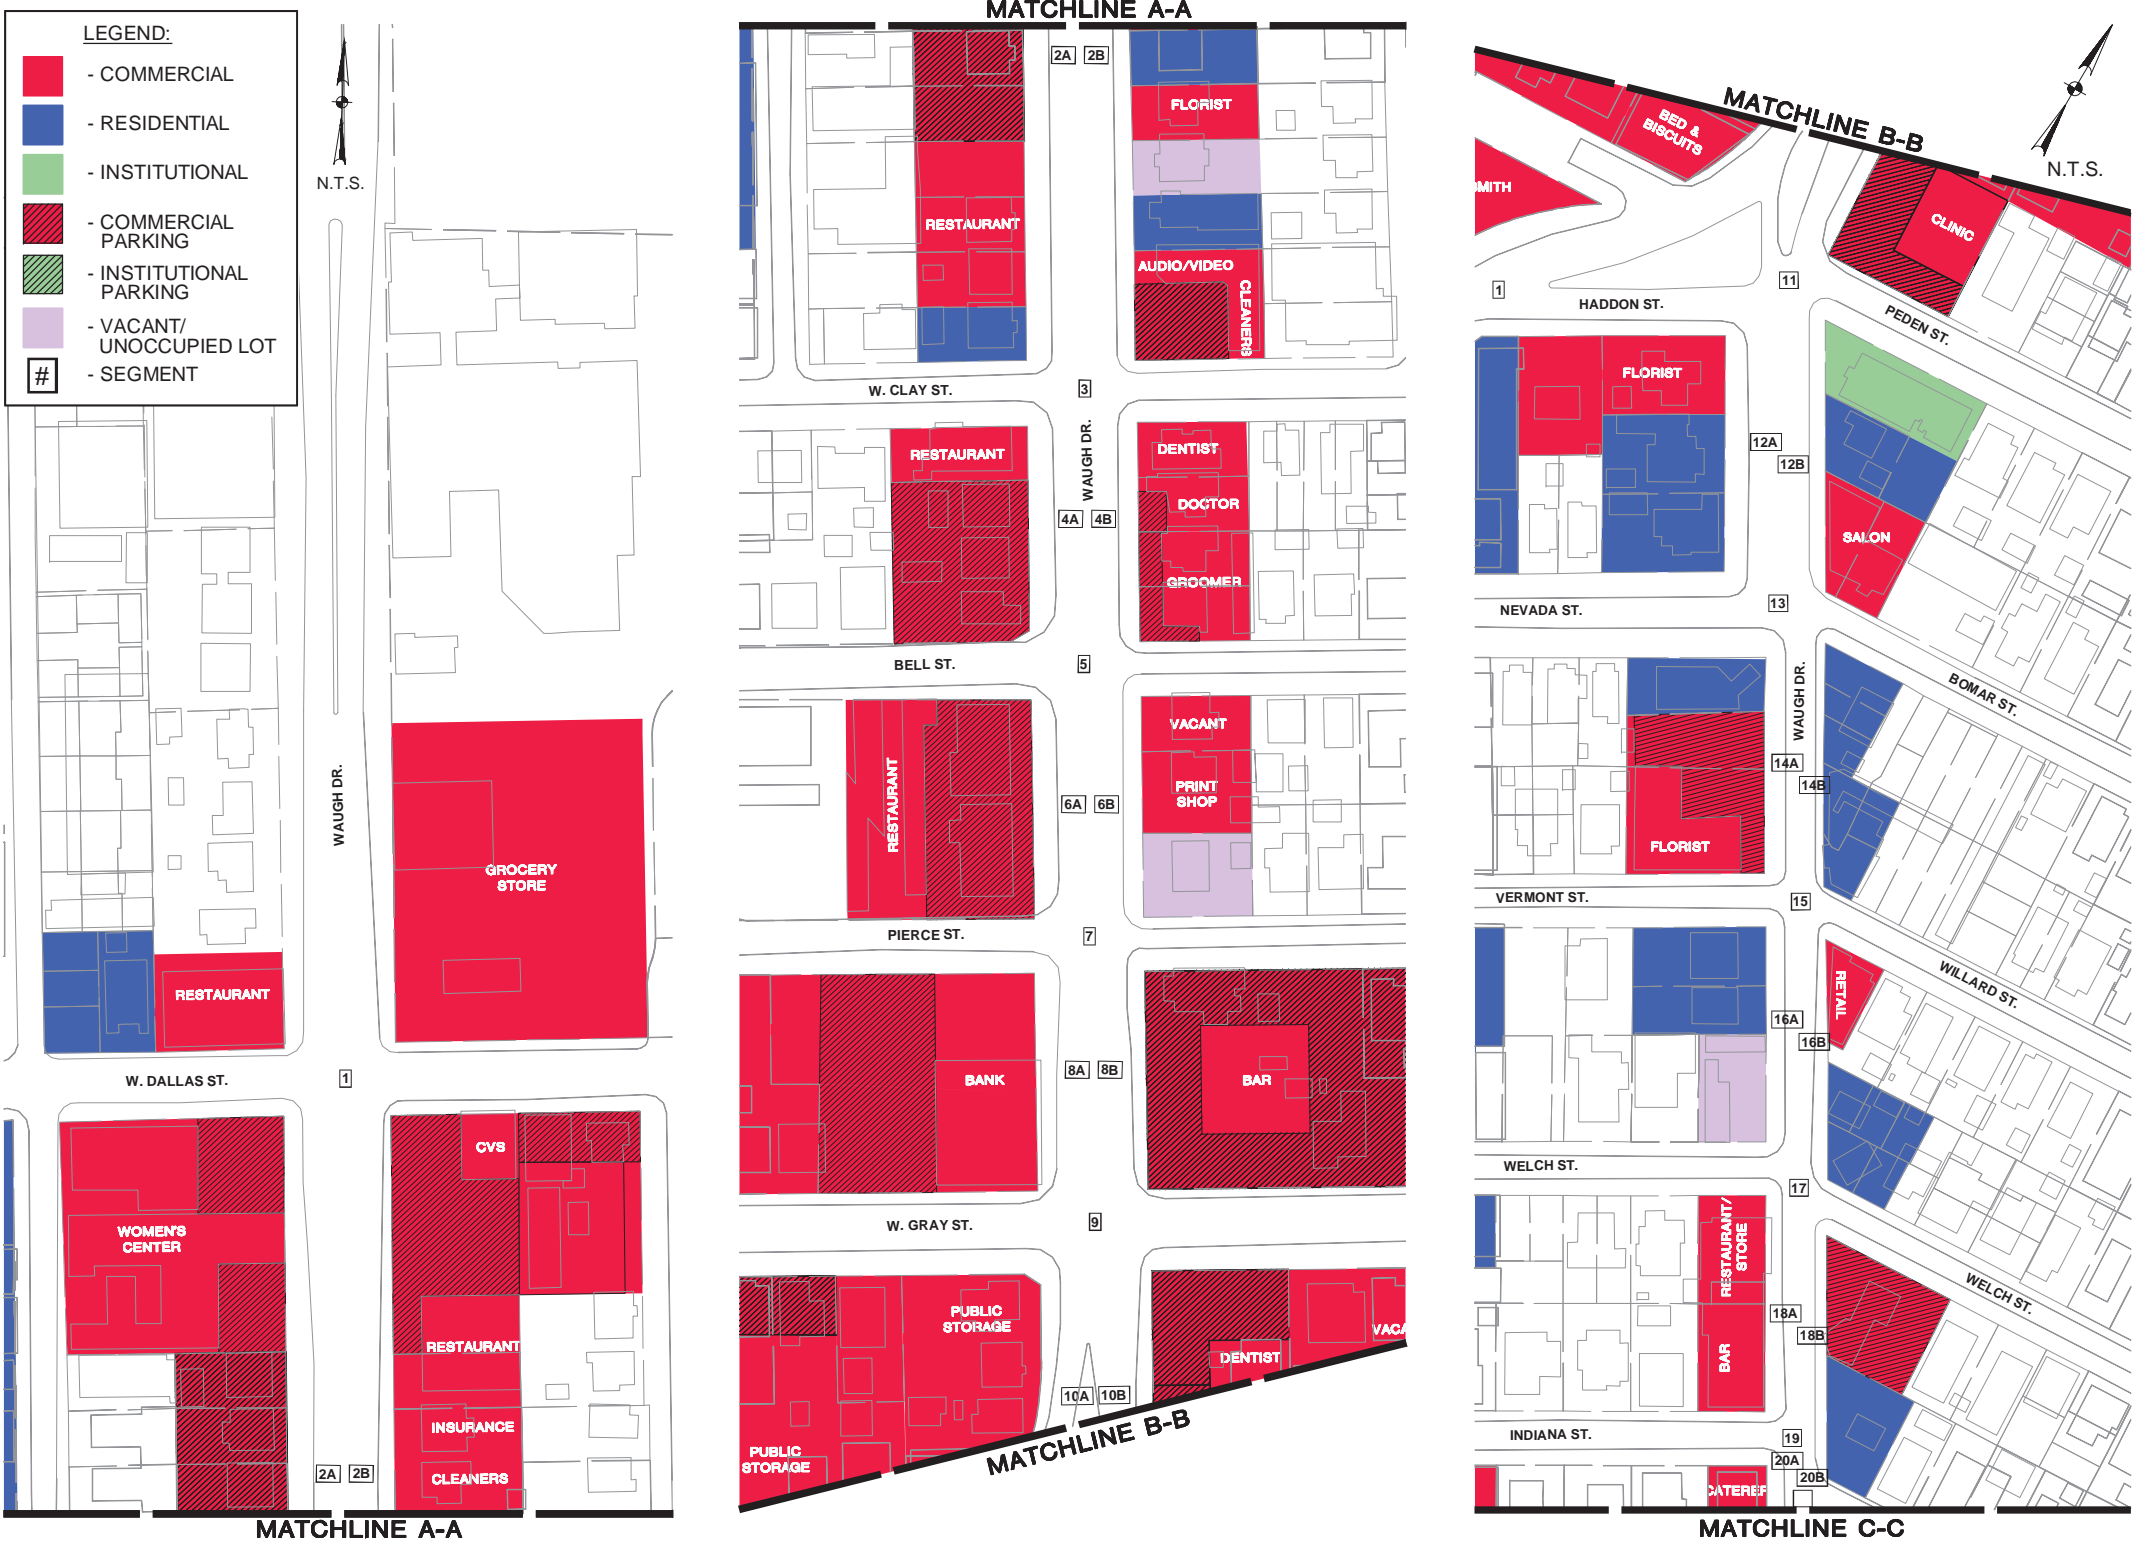 LEGEND:
- COMMERCIAL
- RESIDENTIAL
- INSTITUTIONAL
- COMMERCIAL
PARKING
- INSTITUTIONAL
PARKING
- VACANT/
UNOCCUPIED LOT
# - SEGMENT
N.T.S.
WAUGH DR.
GROCERY
STORE
RESTAURANT
W. DALLAS ST.
1
CVS
WOMEN'S
CENTER
RESTAURANT
INSURANCE
CLEANERS
2A 2B
MATCHLINE A-A
MATCHLINE A-A
2A 2B
FLORIST
RESTAURANT
AUDIO/VIDEO
CLEANERS
W. CLAY ST.
3
WAUGH DR.
RESTAURANT
DENTIST
DOCTOR
4A 4B
GROOMER
BELL ST.
5
VACANT
RESTAURANT
PRINT
SHOP
6A 6B
PIERCE ST.
7
BANK
8A 8B
BAR
W. GRAY ST.
9
PUBLIC
STORAGE
VACA
DENTIST
10A 10B
PUBLIC
STORAGE
MATCHLINE B-B
MATCHLINE B-B
N.T.S.
BED &
BISCUITS
SMITH
CLINIC
1
11
HADDON ST.
PEDEN ST.
FLORIST
12A
12B
SALON
NEVADA ST.
13
WAUGH DR.
BOMAR ST.
14A
14B
FLORIST
VERMONT ST.
15
RETAIL
WILLARD ST.
16A
16B
WELCH ST.
17
RESTAURANT/
STORE
WELCH ST.
18A
18B
BAR
INDIANA ST.
19
20A
20B
CATERER
MATCHLINE C-C